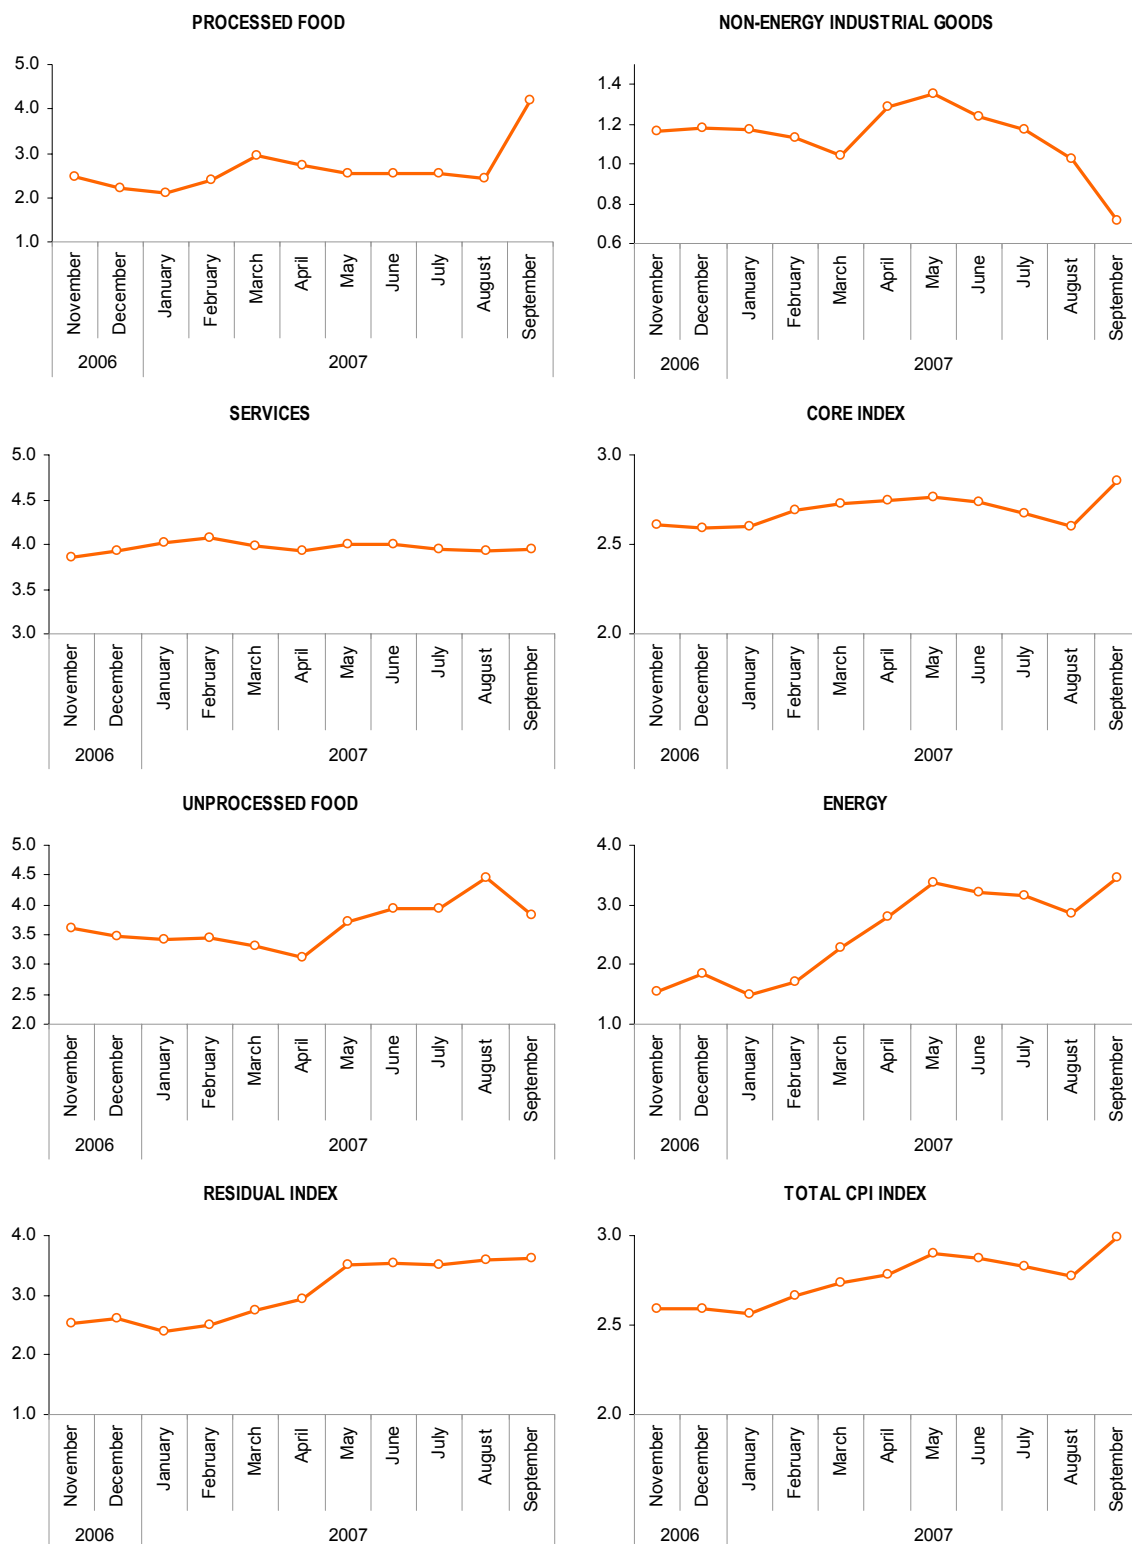 PROCESSED FOOD
5.0
4.0
3.0
2.0
1.0
November
December
January
February
March
April
May
June
July
August
September
2006
2007
NON-ENERGY INDUSTRIAL GOODS
1.4
1.2
1.0
0.8
0.6
November
December
January
February
March
April
May
June
July
August
September
2006
2007
SERVICES
5.0
4.5
4.0
3.5
3.0
November
December
January
February
March
April
May
June
July
August
September
2006
2007
CORE INDEX
3.0
2.5
2.0
November
December
January
February
March
April
May
June
July
August
September
2006
2007
UNPROCESSED FOOD
5.0
4.5
4.0
3.5
3.0
2.5
2.0
November
December
January
February
March
April
May
June
July
August
September
2006
2007
ENERGY
4.0
3.0
2.0
1.0
November
December
January
February
March
April
May
June
July
August
September
2006
2007
RESIDUAL INDEX
4.0
3.0
2.0
1.0
November
December
January
February
March
April
May
June
July
August
September
2006
2007
TOTAL CPI INDEX
3.0
2.5
2.0
November
December
January
February
March
April
May
June
July
August
September
2006
2007